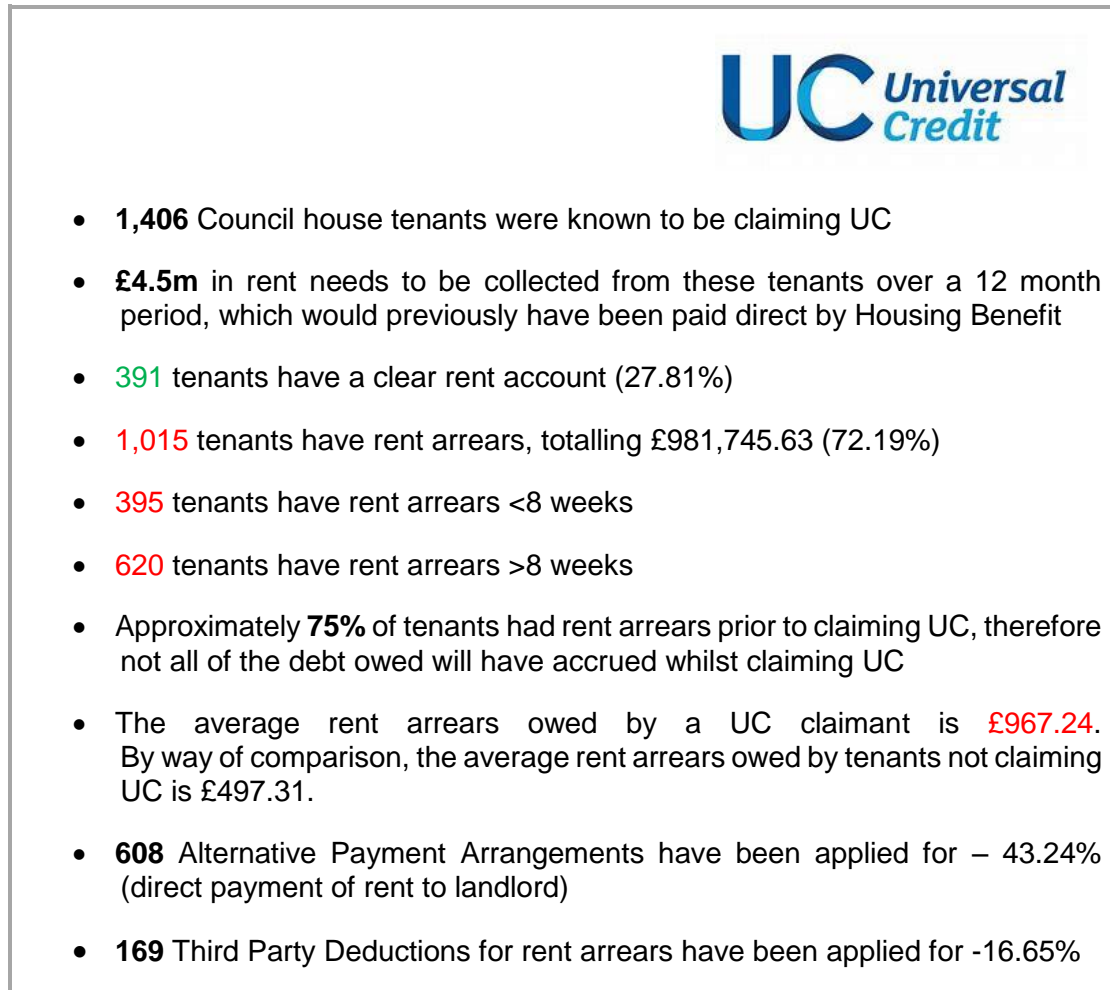 UC Universal
Credit
• 1,406 Council house tenants were known to be claiming UC
• £4.5m in rent needs to be collected from these tenants over a 12 month
period, which would previously have been paid direct by Housing Benefit
• 391 tenants have a clear rent account (27.81%)
• 1,015 tenants have rent arrears, totalling £981,745.63 (72.19%)
• 395 tenants have rent arrears <8 weeks
• 620 tenants have rent arrears >8 weeks
• Approximately 75% of tenants had rent arrears prior to claiming UC, therefore
not all of the debt owed will have accrued whilst claiming UC
• The average rent arrears owed by a UC claimant is £967.24.
By way of comparison, the average rent arrears owed by tenants not claiming
UC is £497.31.
• 608 Alternative Payment Arrangements have been applied for – 43.24%
(direct payment of rent to landlord)
• 169 Third Party Deductions for rent arrears have been applied for -16.65%